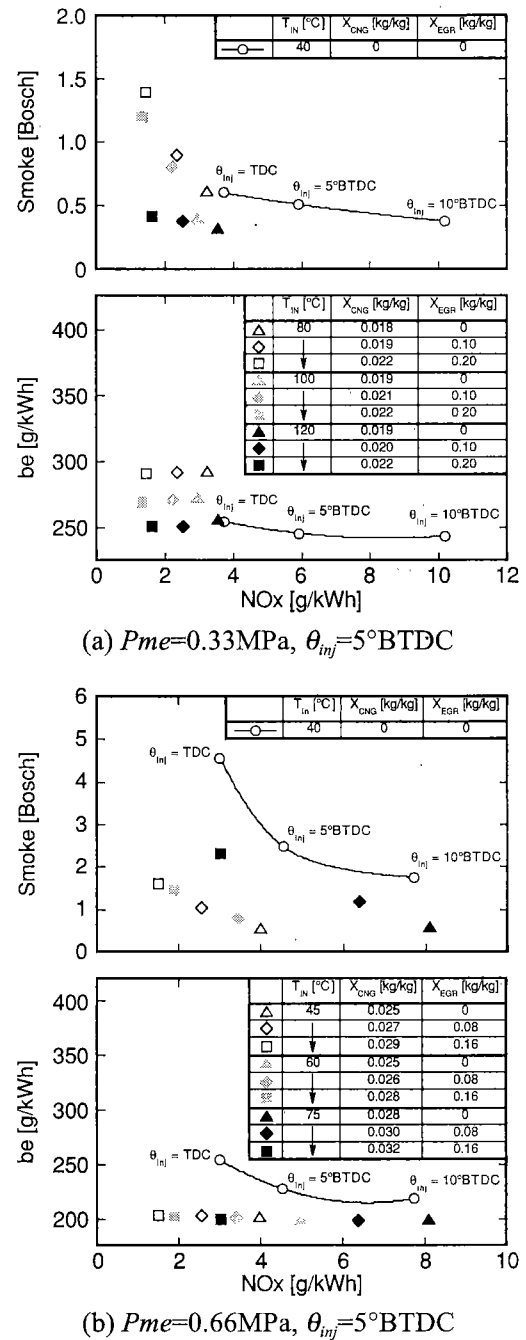 T_IN [°C] X_CNG [kg/kg] X_EGR [kg/kg]
40 0 0
2.0
1.5
1.0
0.5
0
Smoke [Bosch]
θ_inj = TDC
θ_inj = 5°BTDC
θ_inj = 10°BTDC
T_IN [°C] X_CNG [kg/kg] X_EGR [kg/kg]
80 0.018 0
0.019 0.10
0.022 0.20
100 0.019 0
0.021 0.10
0.022 0.20
120 0.019 0
0.020 0.10
0.022 0.20
400
350
300
250
be [g/kWh]
θ_inj = TDC
θ_inj = 5°BTDC
θ_inj = 10°BTDC
0 2 4 6 8 10 12
NOx [g/kWh]
(a) Pme=0.33MPa, θ_inj=5°BTDC
T_in [°C] X_CNG [kg/kg] X_EGR [kg/kg]
40 0 0
6
5
4
3
2
1
0
Smoke [Bosch]
θ_inj = TDC
θ_inj = 5°BTDC
θ_inj = 10°BTDC
T_IN [°C] X_CNG [kg/kg] X_EGR [kg/kg]
45 0.025 0
0.027 0.08
0.029 0.16
60 0.025 0
0.026 0.08
0.028 0.16
75 0.028 0
0.030 0.08
0.032 0.16
400
350
300
250
200
be [g/kWh]
θ_inj = TDC
θ_inj = 5°BTDC
θ_inj = 10°BTDC
0 2 4 6 8 10
NOx [g/kWh]
(b) Pme=0.66MPa, θ_inj=5°BTDC